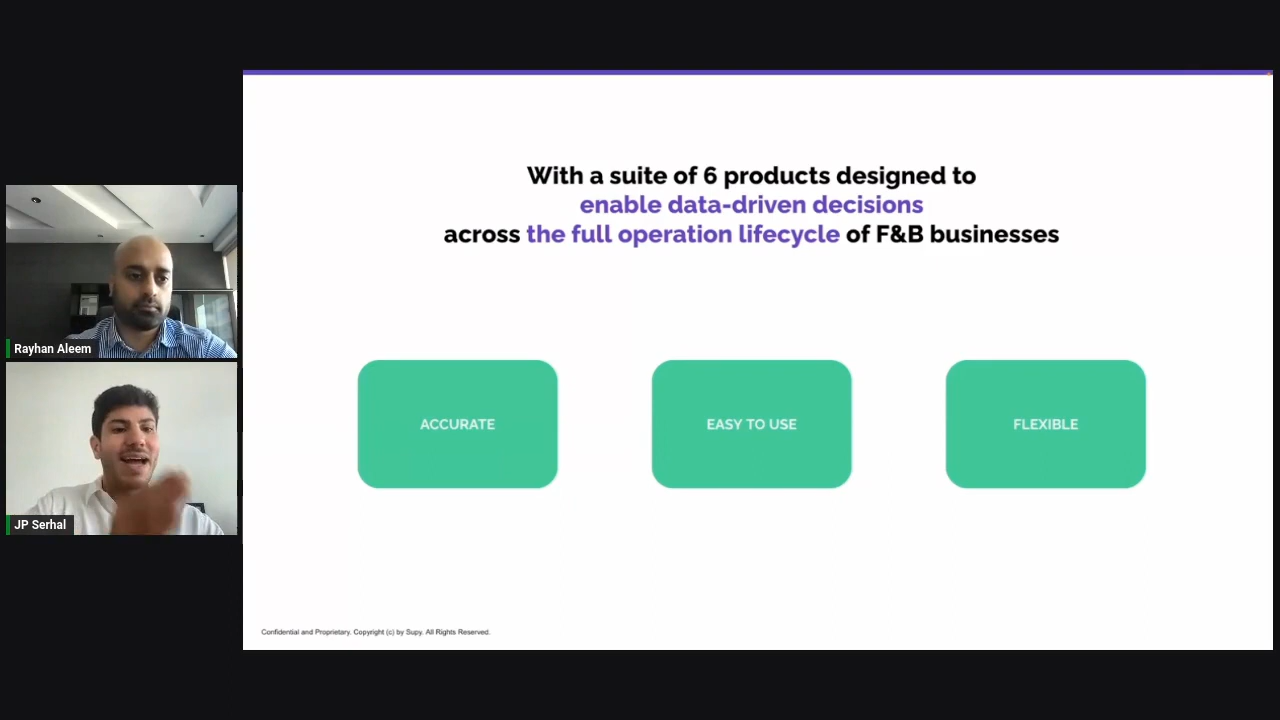 With a suite of 6 products designed to
enable data-driven decisions
across the full operation lifecycle of F&B businesses
ACCURATE
EASY TO USE
FLEXIBLE
Rayhan Aleem
JP Serhal
Confidential and Proprietary. Copyright (c) by Supy. All Rights Reserved.